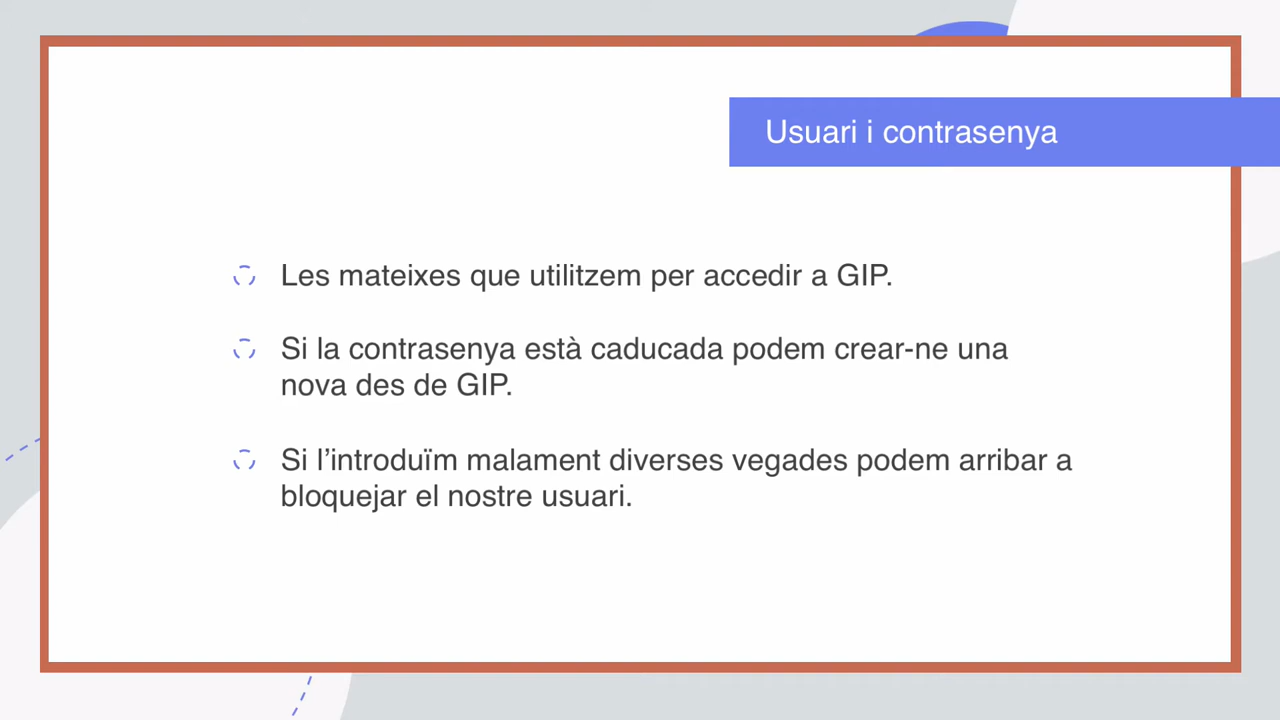 Usuari i contrasenya
Les mateixes que utilitzem per accedir a GIP.
Si la contrasenya està caducada podem crear-ne una
nova des de GIP.
Si l’introduïm malament diverses vegades podem arribar a
bloquejar el nostre usuari.